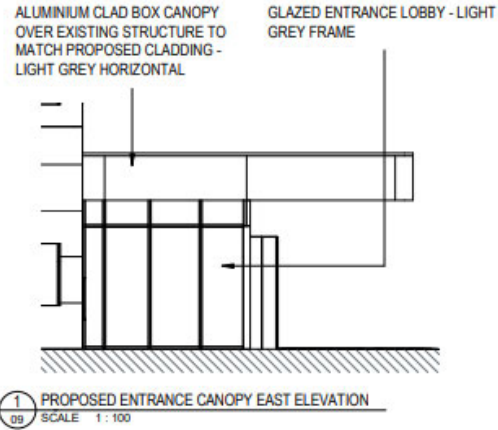 ALUMINIUM CLAD BOX CANOPY
OVER EXISTING STRUCTURE TO
MATCH PROPOSED CLADDING -
LIGHT GREY HORIZONTAL
GLAZED ENTRANCE LOBBY - LIGHT
GREY FRAME
1
09
PROPOSED ENTRANCE CANOPY EAST ELEVATION
SCALE 1 : 100